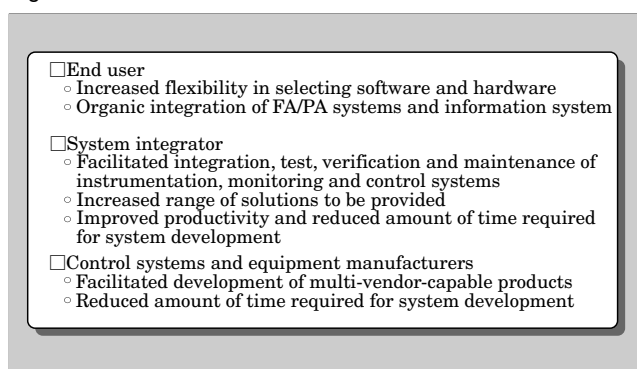 □End user
○ Increased flexibility in selecting software and hardware
○ Organic integration of FA/PA systems and information system
□System integrator
○ Facilitated integration, test, verification and maintenance of
instrumentation, monitoring and control systems
○ Increased range of solutions to be provided
○ Improved productivity and reduced amount of time required
for system development
□Control systems and equipment manufacturers
○ Facilitated development of multi-vendor-capable products
○ Reduced amount of time required for system development